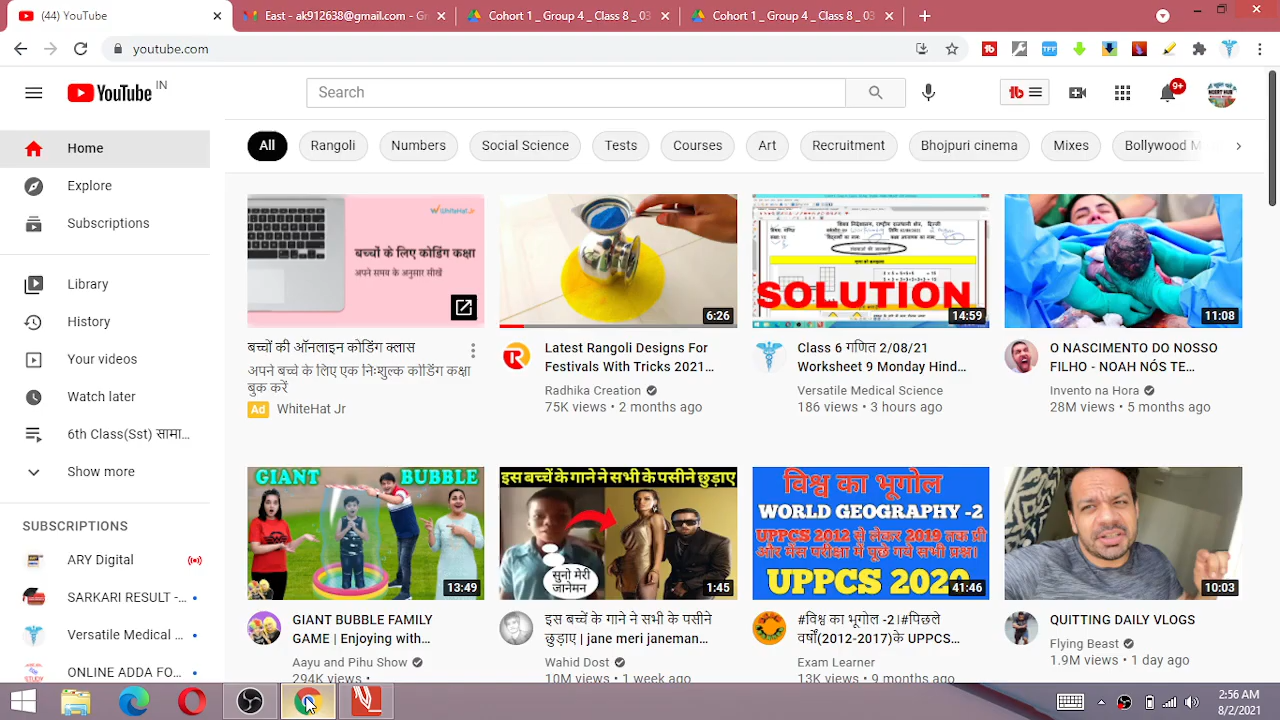 (44)
East - ak912638@gmail.com - G
Cohort 1 _ Group 4 _ Class 8 _ 03
youtube.com
YouTube IN
Search
9+
Home
Explore
Subscriptions
Library
History
Your videos
Watch later
6th Class(Sst) सामा...
Show more
SUBSCRIPTIONS
ARY Digital
SARKARI RESULT -...
Versatile Medical ...
ONLINE ADDA FO...
All
Rangoli
Numbers
Social Science
Tests
Courses
Art
Recruitment
Bhojpuri cinema
Mixes
Bollywood M
WhiteHat Jr
बच्चों के लिए कोडिंग कक्षा
अपने समय के अनुसार सीखें
बच्चों की ऑनलाइन कोडिंग क्लास
अपने बच्चे के लिए एक निःशुल्क कोडिंग कक्षा
बुक करें
Ad WhiteHat Jr
6:26
Latest Rangoli Designs For
Festivals With Tricks 2021...
Radhika Creation
75K views • 2 months ago
SOLUTION
14:59
Class 6 गणित 2/08/21
Worksheet 9 Monday Hind...
Versatile Medical Science
186 views • 3 hours ago
11:08
O NASCIMENTO DO NOSSO
FILHO - NOAH NÓS TE...
Invento na Hora
28M views • 5 months ago
GIANT BUBBLE
13:49
GIANT BUBBLE FAMILY
GAME | Enjoying with...
Aayu and Pihu Show
294K views •
इस बच्चें के गाने ने सभी के पसीने छुड़ाए
सुनो मेरी
जानेमन
1:45
इस बच्चें के गाने ने सभी के पसीने
छुड़ाए | jane meri janeman...
Wahid Dost
10M views • 1 week ago
विश्व का भूगोल
WORLD GEOGRAPHY -2
UPPCS 2012 से लेकर 2019 तक प्री
और मेंस परीक्षा में पूछे गये सभी प्रश्न।
UPPCS 2020
41:46
#विश्व का भूगोल -2।#पिछले
वर्षों(2012-2017)के UPPCS...
Exam Learner
13K views • 9 months ago
10:03
QUITTING DAILY VLOGS
Flying Beast
1.9M views • 1 day ago
2:56 AM
8/2/2021